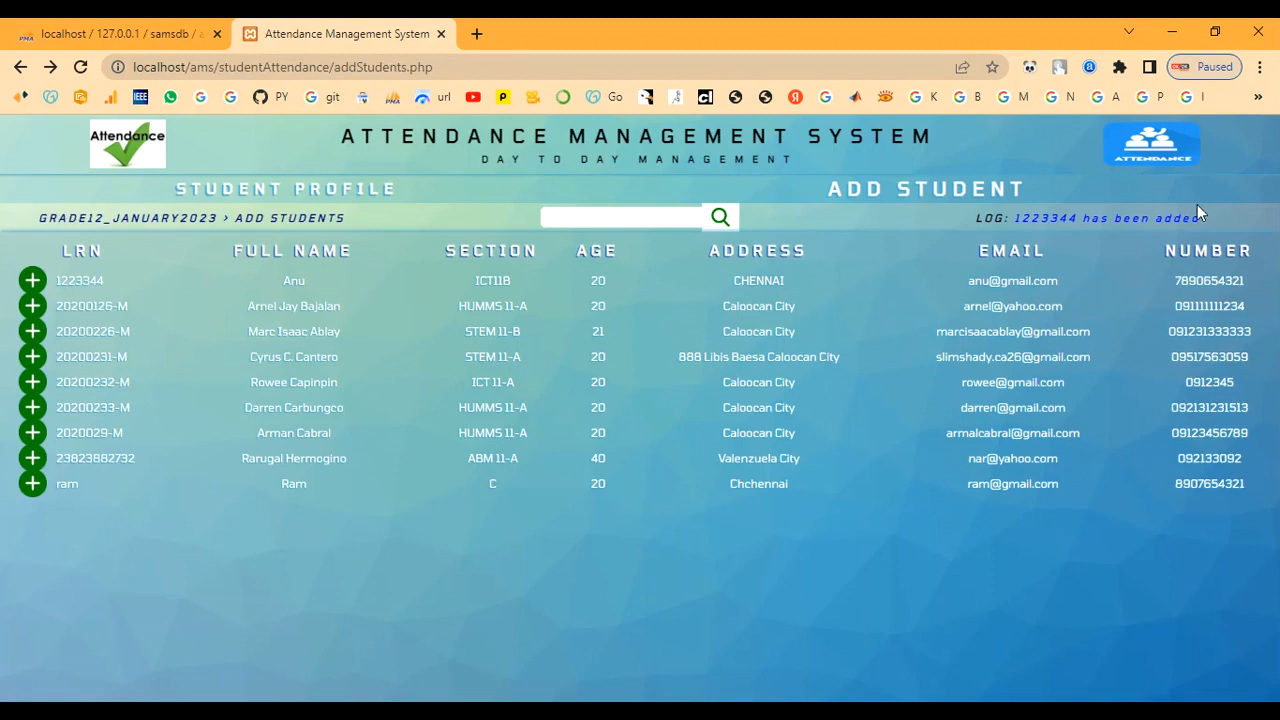 localhost / 127.0.0.1 / samsdb /
Attendance Management System
localhost/ams/studentAttendance/addStudents.php
Paused
PY
git
url
Go
K
B
M
N
A
P
I
Attendance
ATTENDANCE MANAGEMENT SYSTEM
DAY TO DAY MANAGEMENT
ATTENDANCE
STUDENT PROFILE
ADD STUDENT
GRADE12_JANUARY2023 > ADD STUDENTS
LOG: 1223344 has been added
LRN FULL NAME SECTION AGE ADDRESS EMAIL NUMBER
1223344 Anu ICT11B 20 CHENNAI anu@gmail.com 7890654321
20200126-M Arnel Jay Bajalan HUMMS 11-A 20 Caloocan City arnel@yahoo.com 091111111234
20200226-M Marc Isaac Ablay STEM 11-B 21 Caloocan City marcisaacablay@gmail.com 091231333333
20200231-M Cyrus C. Cantero STEM 11-A 20 888 Libis Baesa Caloocan City slimshady.ca26@gmail.com 09517563059
20200232-M Rowee Capinpin ICT 11-A 20 Caloocan City rowee@gmail.com 0912345
20200233-M Darren Carbungco HUMMS 11-A 20 Caloocan City darren@gmail.com 092131231513
2020029-M Arman Cabral HUMMS 11-A 20 Caloocan City armalcabral@gmail.com 09123456789
23823882732 Rarugal Hermogino ABM 11-A 40 Valenzuela City nar@yahoo.com 092133092
ram Ram C 20 Chchennai ram@gmail.com 8907654321